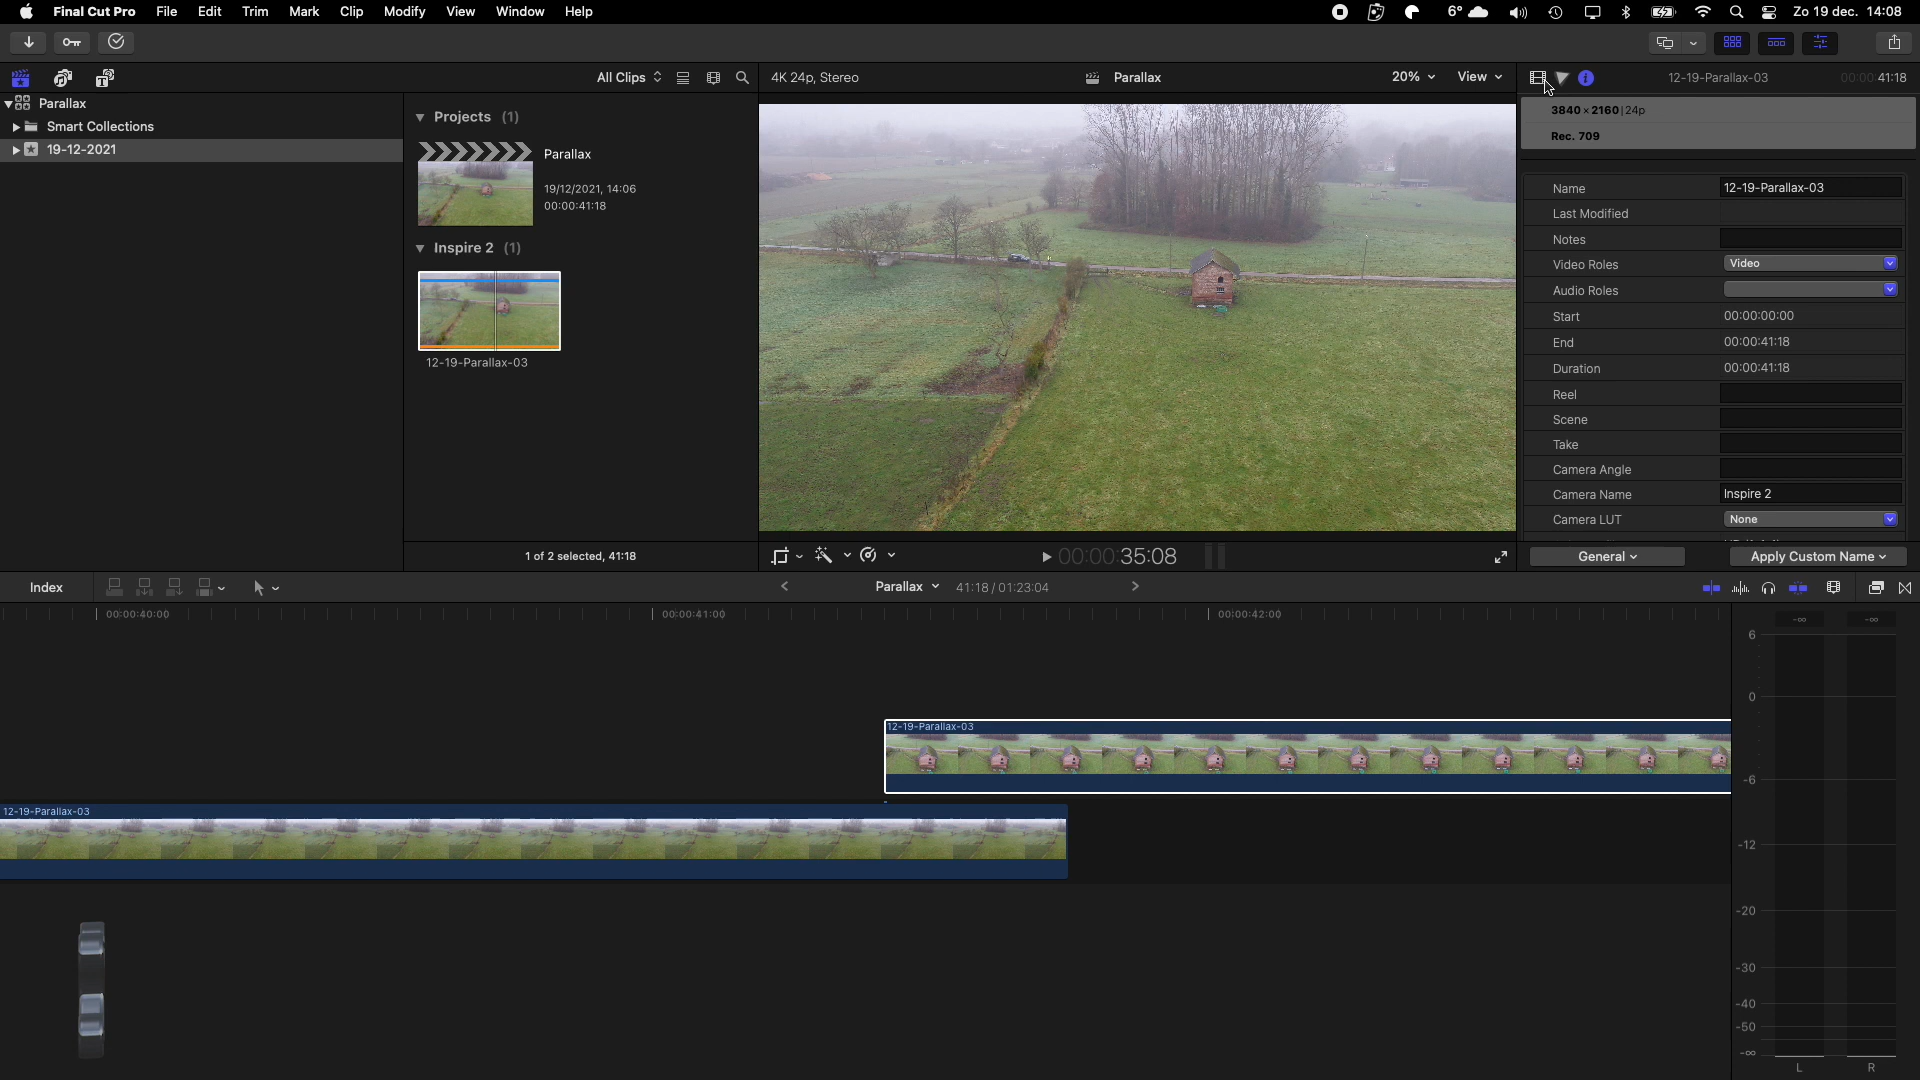 Final Cut Pro File Edit Trim Mark Clip Modify View Window Help 6° Zo 19 dec. 14:08
All Clips 4K 24p, Stereo Parallax 20% View 12-19-Parallax-03 00:00:41:18
Parallax
Smart Collections
19-12-2021
Projects (1)
Parallax
19/12/2021, 14:06
00:00:41:18
Inspire 2 (1)
12-19-Parallax-03
1 of 2 selected, 41:18
00:00:35:08
3840 × 2160 | 24p
Rec. 709
Name 12-19-Parallax-03
Last Modified
Notes
Video Roles Video
Audio Roles
Start 00:00:00:00
End 00:00:41:18
Duration 00:00:41:18
Reel
Scene
Take
Camera Angle
Camera Name Inspire 2
Camera LUT None
General Apply Custom Name
Index Parallax 41:18 / 01:23:04
00:00:40:00 00:00:41:00 00:00:42:00
12-19-Parallax-03
12-19-Parallax-03
-∞ -∞
6
0
-6
-12
-20
-30
-40
-50
-∞
L R